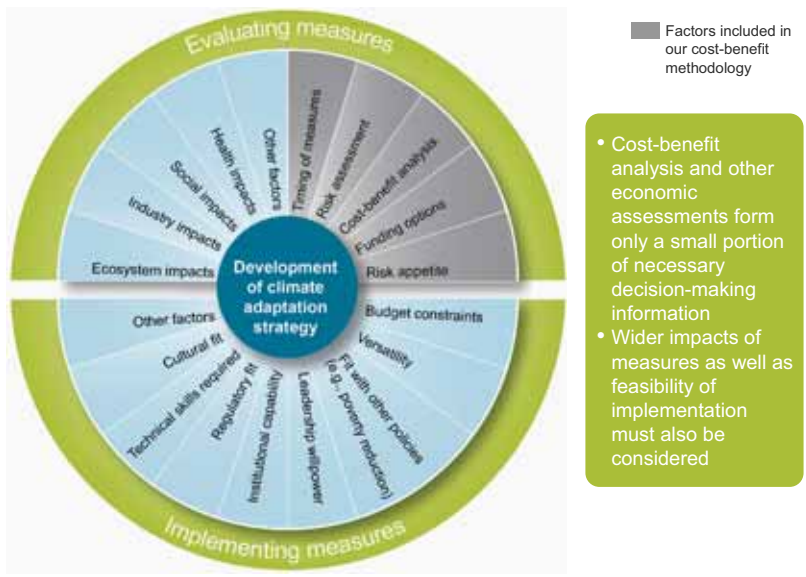 Evaluating measures
Ecosystem impacts
Industry impacts
Social impacts
Health impacts
Other factors
Timing of measures
Risk assessment
Cost-benefit analysis
Funding options
Risk appetite
Development
of climate
adaptation
strategy
Other factors
Cultural fit
Technical skills required
Regulatory fit
Institutional capability
Leadership willpower
Fit with other policies
(e.g., poverty reduction)
Versatility
Budget constraints
Implementing measures
Factors included in
our cost-benefit
methodology
• Cost-benefit
analysis and other
economic
assessments form
only a small portion
of necessary
decision-making
information
• Wider impacts of
measures as well as
feasibility of
implementation
must also be
considered